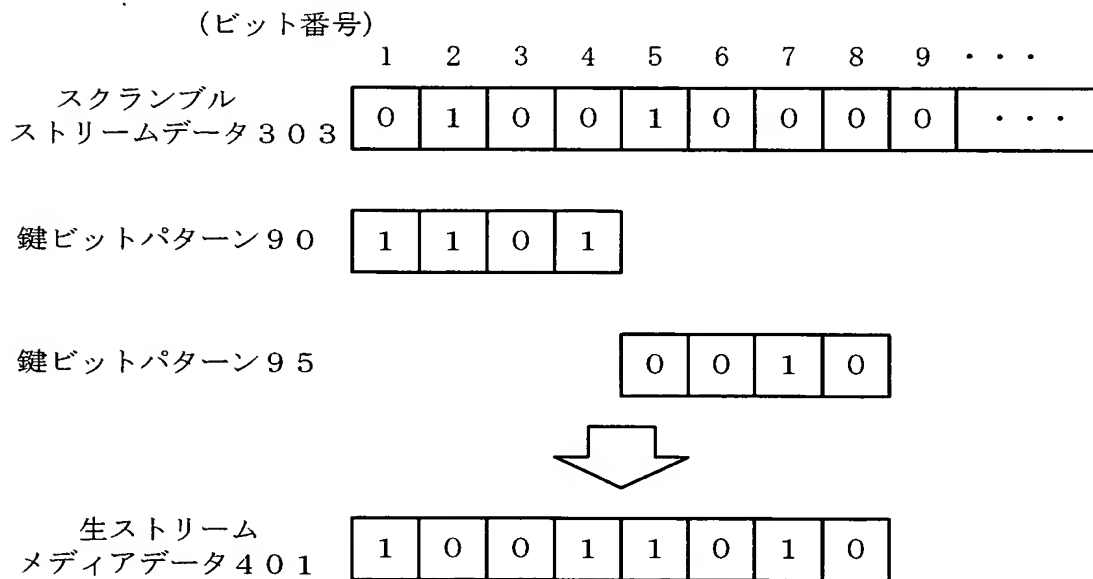 (ビット番号)
1 2 3 4 5 6 7 8 9 ・・・
スクランブル
ストリームデータ303
0 1 0 0 1 0 0 0 0 ・・・
鍵ビットパターン90
1 1 0 1
鍵ビットパターン95
0 0 1 0
生ストリーム
メディアデータ401
1 0 0 1 1 0 1 0